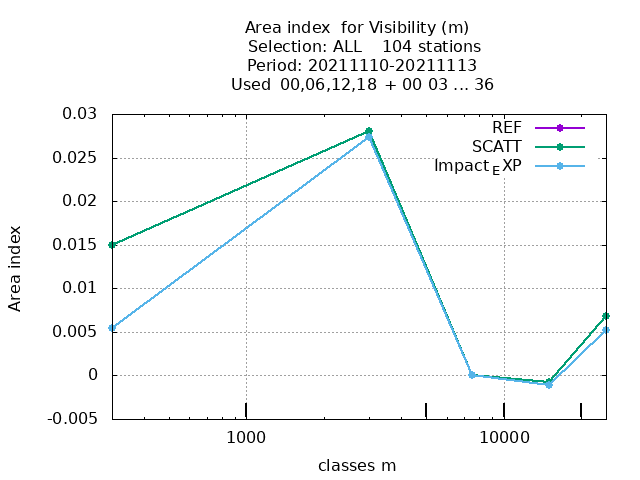 Area index  for Visibility (m)
Selection: ALL    104 stations
Period: 20211110-20211113
Used 00,06,12,18 + 00 03 ... 36
REF
SCATT
Impact_EXP
0.03
0.025
0.02
0.015
0.01
0.005
0
-0.005
Area index
1000
10000
classes m